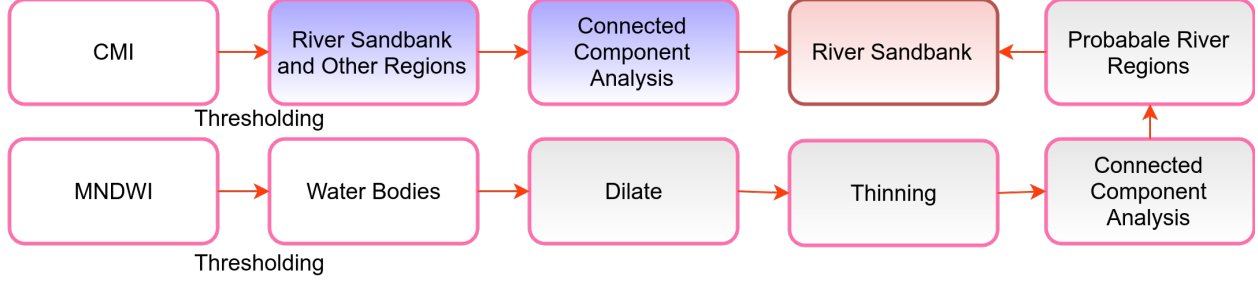 CMI
River Sandbank
and Other Regions
Connected
Component
Analysis
River Sandbank
Probabale River
Regions
Thresholding
MNDWI
Water Bodies
Dilate
Thinning
Connected
Component
Analysis
Thresholding